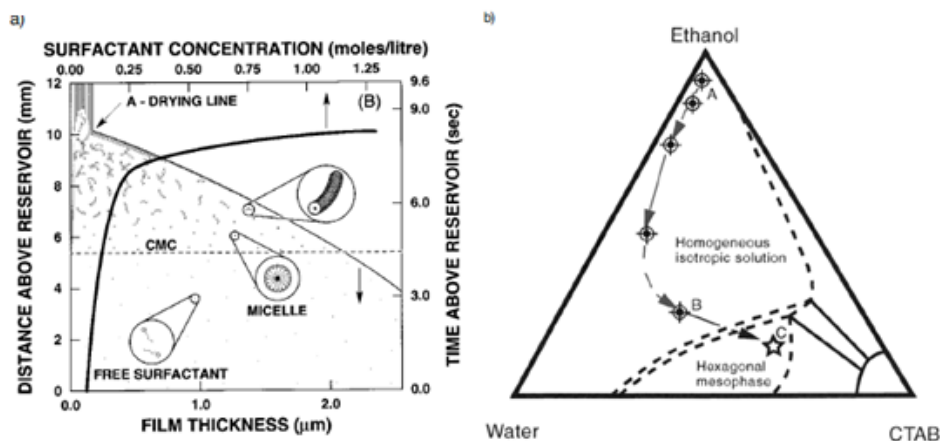 a)
SURFACTANT CONCENTRATION (moles/litre)
0.00 0.25 0.50 0.75 1.00 1.25
12 10 8 6 4 2 0
DISTANCE ABOVE RESERVOIR (mm)
A - DRYING LINE
(B)
CMC
MICELLE
FREE SURFACTANT
9.6 9.0 6.0 3.0 0.0
TIME ABOVE RESERVOIR (sec)
0.0 1.0 2.0
FILM THICKNESS (μm)
b)
Ethanol
A
Homogeneous
isotropic solution
B
C
Hexagonal
mesophase
Water CTAB